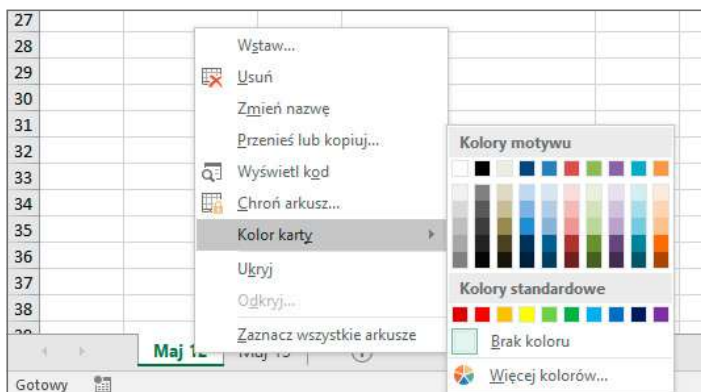 27
28
29
30
31
32
33
34
35
36
37
38
Wstaw...
Usuń
Zmień nazwę
Przenieś lub kopiuj...
Wyświetl kod
Chroń arkusz...
Kolor karty
Ukryj
Odkryj...
Zaznacz wszystkie arkusze
Kolory motywu
Kolory standardowe
Brak koloru
Więcej kolorów...
Maj 12
Gotowy